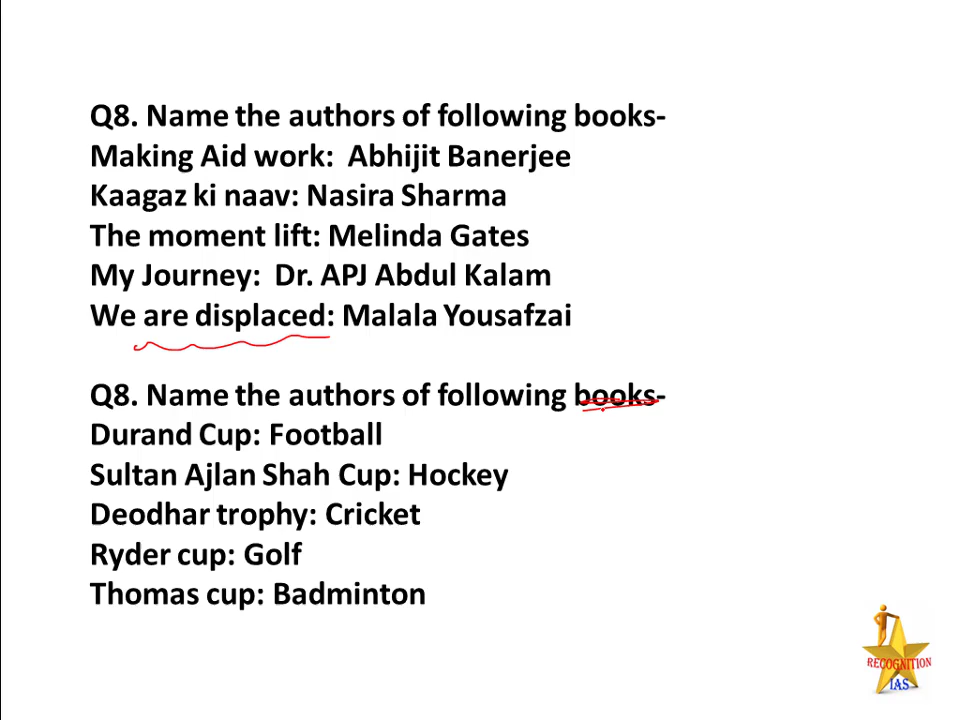 Q8. Name the authors of following books-
Making Aid work: Abhijit Banerjee
Kaagaz ki naav: Nasira Sharma
The moment lift: Melinda Gates
My Journey: Dr. APJ Abdul Kalam
We are displaced: Malala Yousafzai
Q8. Name the authors of following books-
Durand Cup: Football
Sultan Ajlan Shah Cup: Hockey
Deodhar trophy: Cricket
Ryder cup: Golf
Thomas cup: Badminton
RECOGNITION
IAS